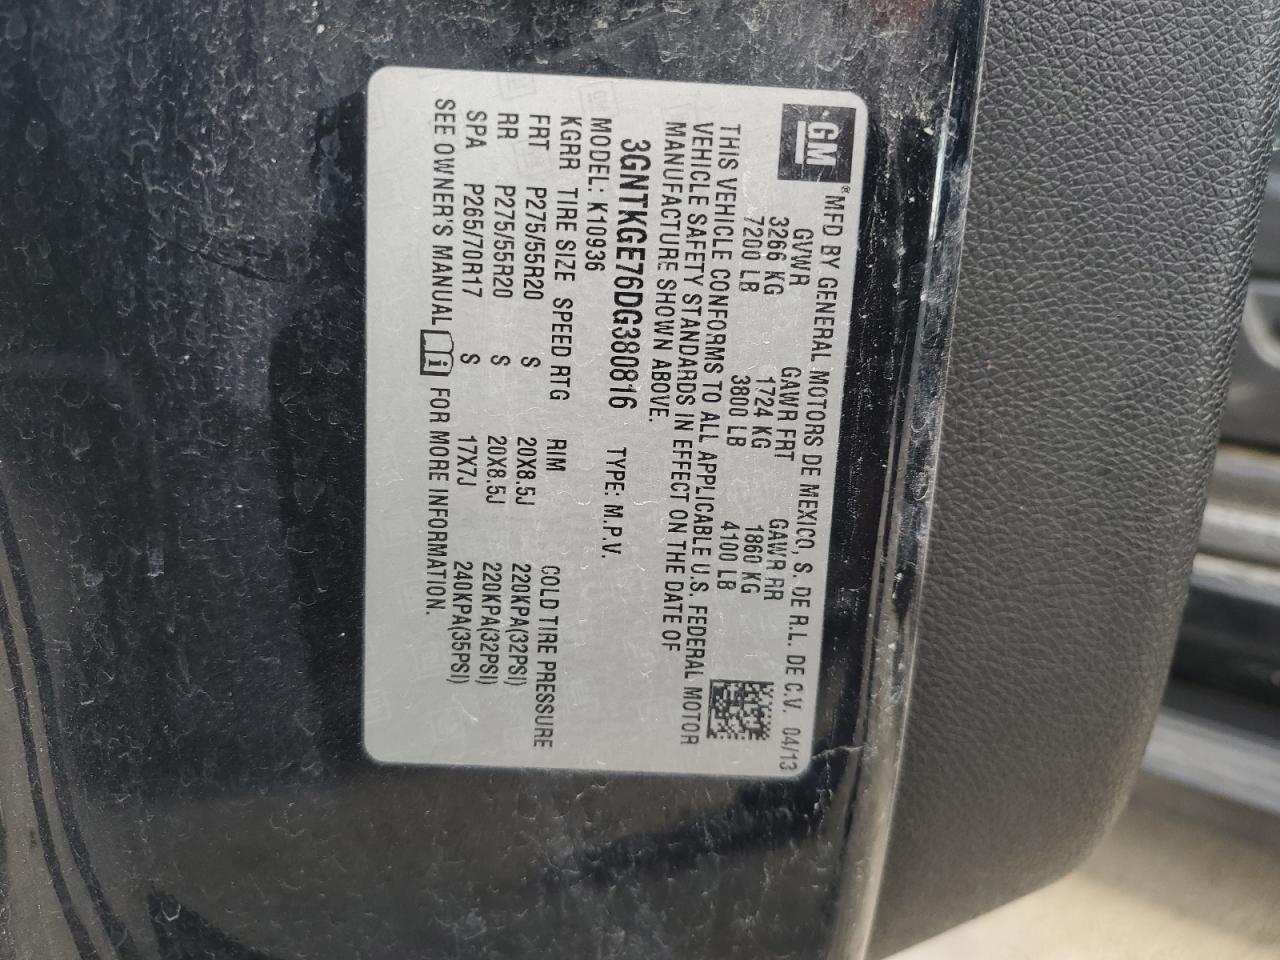 GM® MFD BY GENERAL MOTORS DE MEXICO, S. DE R.L. DE C.V. 04/13
GVWR GAWR FRT GAWR RR
3266 KG 1724 KG 1860 KG
7200 LB 3800 LB 4100 LB
THIS VEHICLE CONFORMS TO ALL APPLICABLE U.S. FEDERAL MOTOR
VEHICLE SAFETY STANDARDS IN EFFECT ON THE DATE OF
MANUFACTURE SHOWN ABOVE.
3GNTKGE76DG380816 TYPE: M.P.V.
MODEL: K10936
KGRR TIRE SIZE SPEED RTG RIM COLD TIRE PRESSURE
FRT P275/55R20 S 20X8.5J 220KPA(32PSI)
RR P275/55R20 S 20X8.5J 220KPA(32PSI)
SPA P265/70R17 S 17X7J 240KPA(35PSI)
SEE OWNER'S MANUAL i FOR MORE INFORMATION.